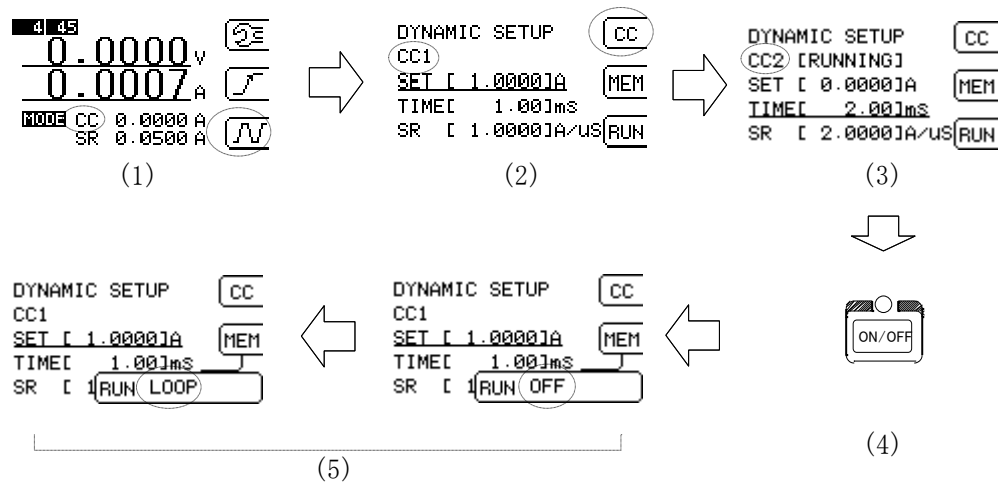 4 45
0.0000 V
0.0007 A
MODE CC 0.0000 A
SR 0.0500 A
(1)
DYNAMIC SETUP
CC
CC1
SET [ 1.0000]A
MEM
TIME[ 1.00]mS
SR [ 1.0000]A/uS
RUN
(2)
DYNAMIC SETUP
CC
CC2 [RUNNING]
SET [ 0.0000]A
MEM
TIME[ 2.00]mS
SR [ 2.0000]A/uS
RUN
(3)
ON/OFF
(4)
DYNAMIC SETUP
CC
CC1
SET [ 1.0000]A
MEM
TIME[ 1.00]mS
SR [ 1
RUN OFF
DYNAMIC SETUP
CC
CC1
SET [ 1.0000]A
MEM
TIME[ 1.00]mS
SR [ 1
RUN LOOP
(5)